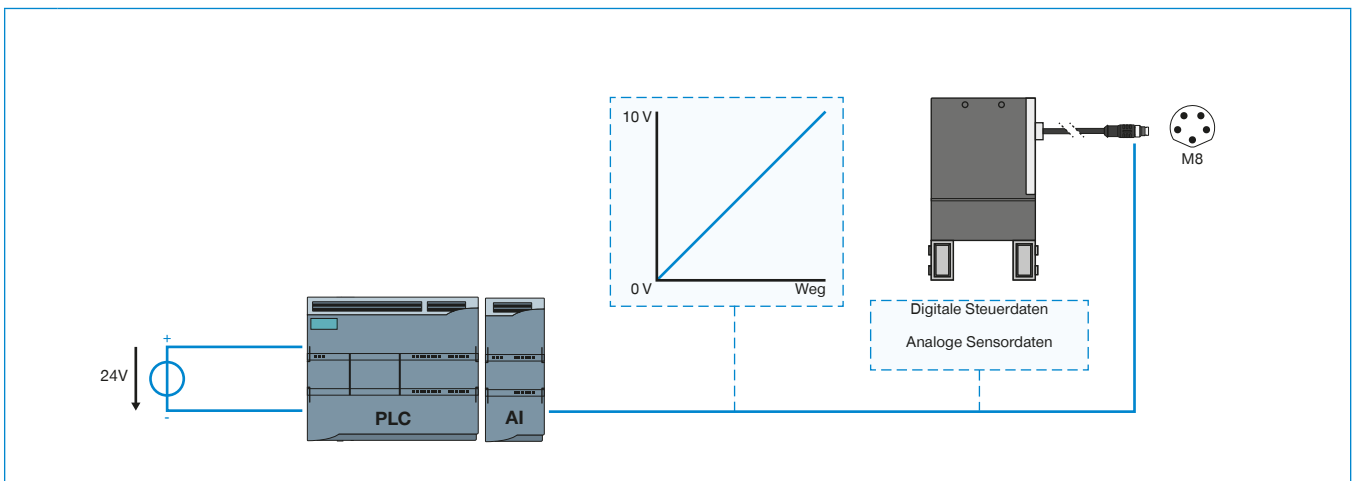 10 V
0 V
Weg
M8
Digitale Steuerdaten
Analoge Sensordaten
+
24V
-
PLC
AI